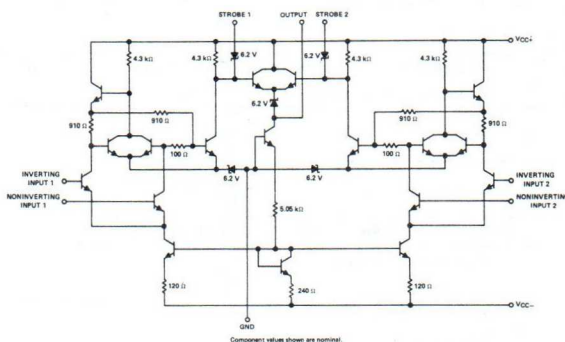 STROBE 1
OUTPUT
STROBE 2
VCC+
4.3 kΩ
4.3 kΩ
6.2 V
6.2 V
4.3 kΩ
4.3 kΩ
6.2 V
910 Ω
910 Ω
910 Ω
910 Ω
100 Ω
100 Ω
6.2 V
6.2 V
INVERTING
INPUT 1
INVERTING
INPUT 2
NONINVERTING
INPUT 1
NONINVERTING
INPUT 2
5.05 kΩ
120 Ω
240 Ω
120 Ω
VCC−
GND
Component values shown are nominal.